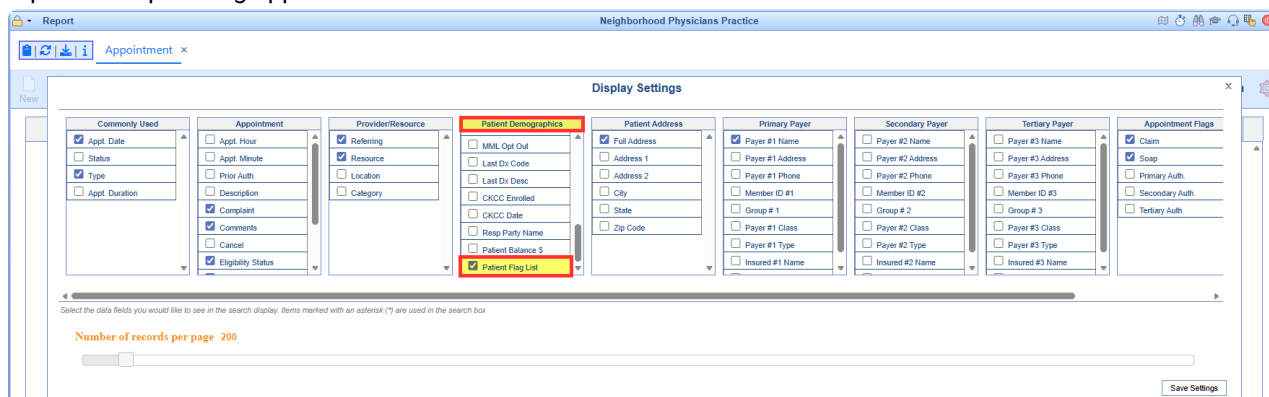 Report
Neighborhood Physicians Practice
Appointment ×
New
Display Settings
x
Commonly Used
Appt. Date
Status
Type
Appt. Duration
Appointment
Appt. Hour
Appt. Minute
Prior Auth.
Description
Complaint
Comments
Cancel
Eligibility Status
Provider/Resource
Referring
Resource
Location
Category
Patient Demographics
MML Opt Out
Last Dx Code
Last Dx Desc
CKCC Enrolled
CKCC Date
Resp Party Name
Patient Balance $
Patient Flag List
Patient Address
Full Address
Address 1
Address 2
City
State
Zip Code
Primary Payer
Payer #1 Name
Payer #1 Address
Payer #1 Phone
Member ID #1
Group # 1
Payer #1 Class
Payer #1 Type
Insured #1 Name
Secondary Payer
Payer #2 Name
Payer #2 Address
Payer #2 Phone
Member ID #2
Group # 2
Payer #2 Class
Payer #2 Type
Insured #2 Name
Tertiary Payer
Payer #3 Name
Payer #3 Address
Payer #3 Phone
Member ID #3
Group # 3
Payer #3 Class
Payer #3 Type
Insured #3 Name
Appointment Flags
Claim
Soap
Primary Auth.
Secondary Auth.
Tertiary Auth.
Select the data fields you would like to see in the search display. Items marked with an asterisk (*) are used in the search box
Number of records per page 200
Save Settings